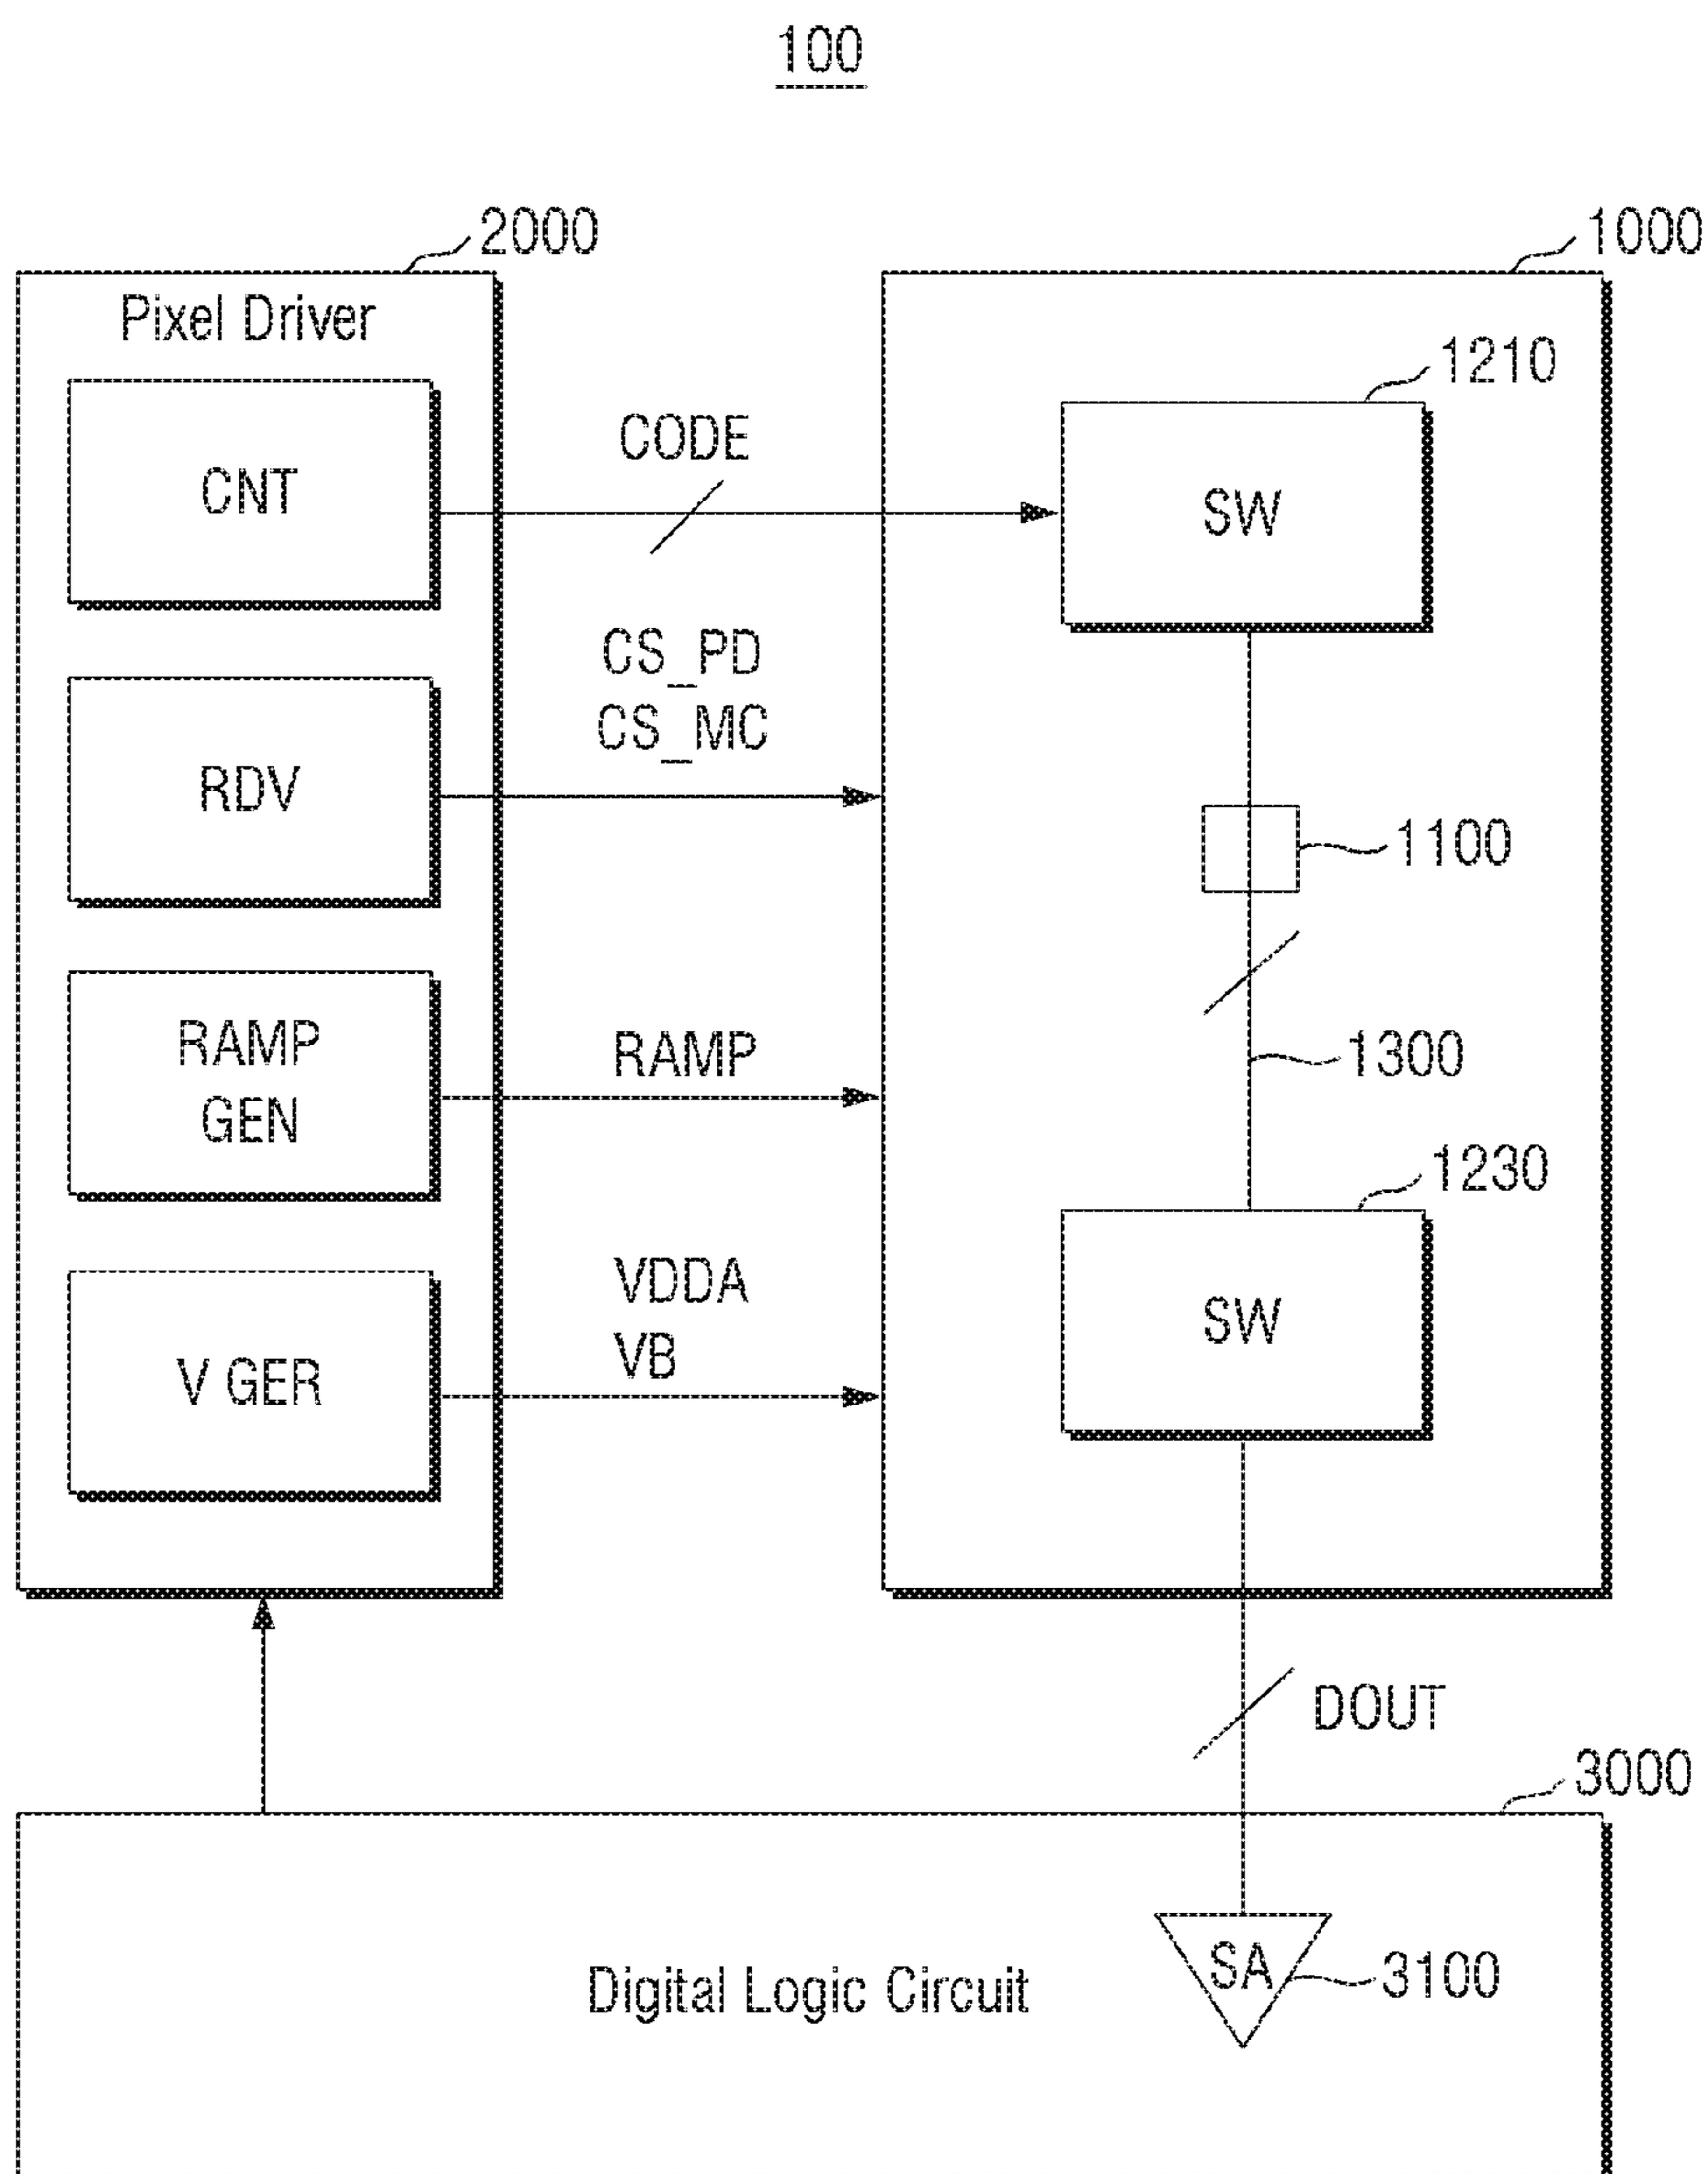 100
2000
1000
Pixel Driver
1210
CNT
CODE
SW
CS_PD
CS_MC
RDV
1100
RAMP
GEN
RAMP
1300
1230
VDDA
VB
V GER
SW
DOUT
3000
Digital Logic Circuit
SA
3100